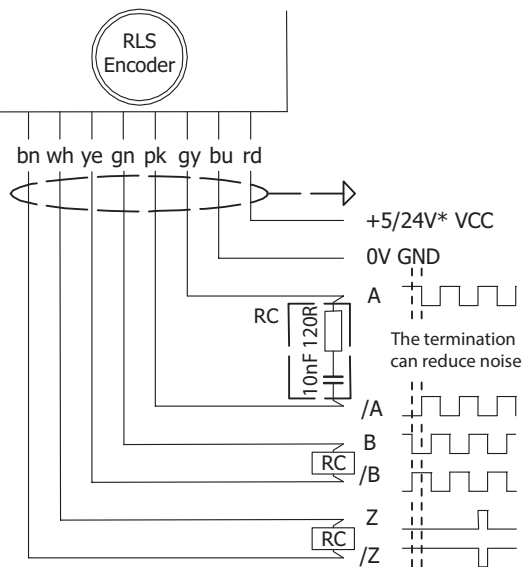 RLS
Encoder
bn wh ye gn pk gy bu rd
+5/24V* VCC
0V GND
A
RC
10nF 120R
The termination
can reduce noise
/A
B
RC
/B
Z
RC
/Z